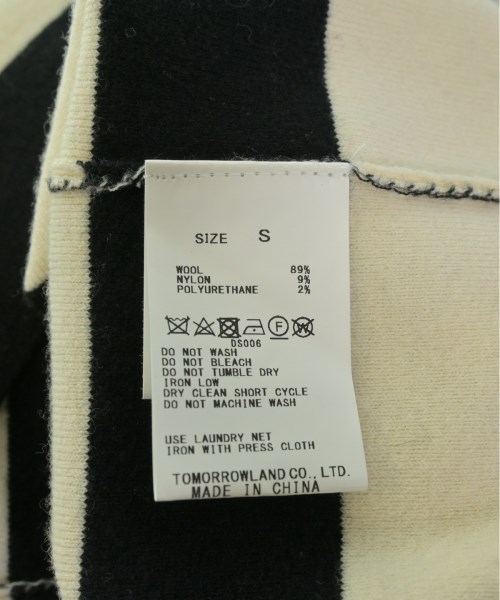 SIZE S
WOOL 89%
NYLON 9%
POLYURETHANE 2%
F W
DS006
DO NOT WASH
DO NOT BLEACH
DO NOT TUMBLE DRY
IRON LOW
DRY CLEAN SHORT CYCLE
DO NOT MACHINE WASH
USE LAUNDRY NET
IRON WITH PRESS CLOTH
TOMORROWLAND CO., LTD.
MADE IN CHINA